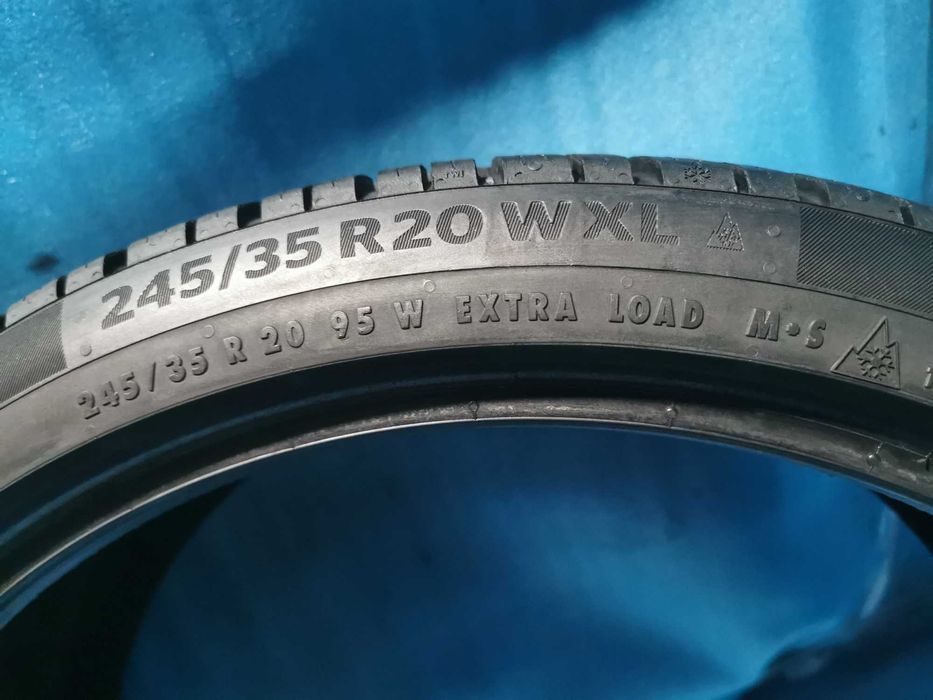 245/35 R20 W XL
245/35 R 20 95 W EXTRA LOAD M•S